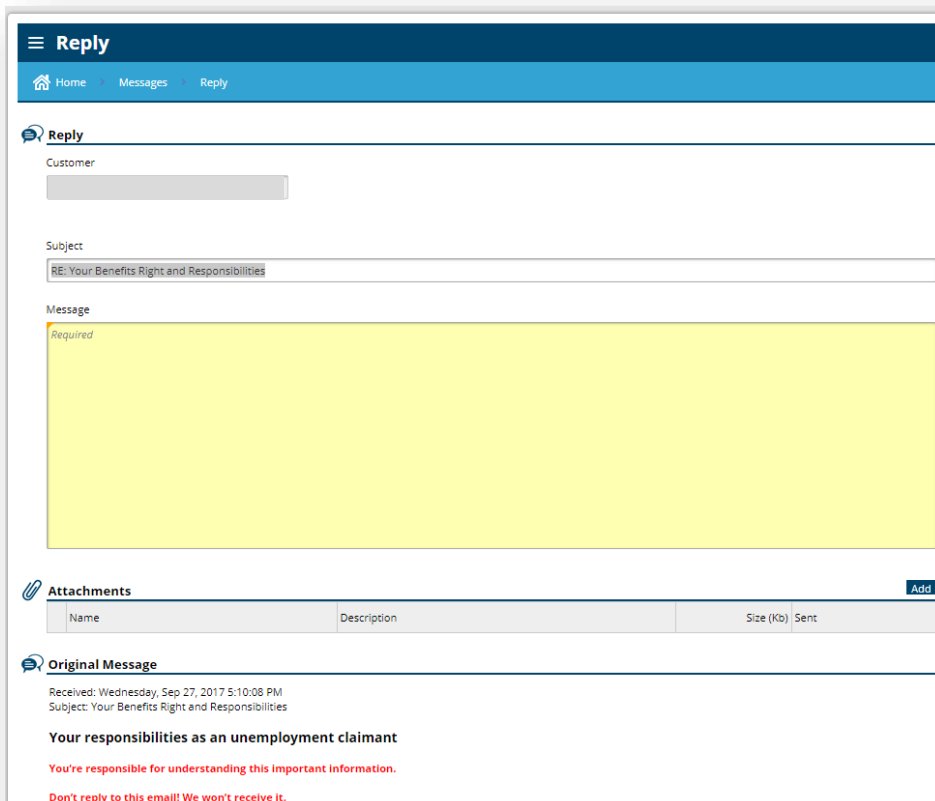 Reply
Home Messages Reply
Reply
Customer
Subject
RE: Your Benefits Right and Responsibilities
Message
Required
Attachments Add
Name Description Size (Kb) Sent
Original Message
Received: Wednesday, Sep 27, 2017 5:10:08 PM
Subject: Your Benefits Right and Responsibilities
Your responsibilities as an unemployment claimant
You're responsible for understanding this important information.
Don't reply to this email! We won't receive it.